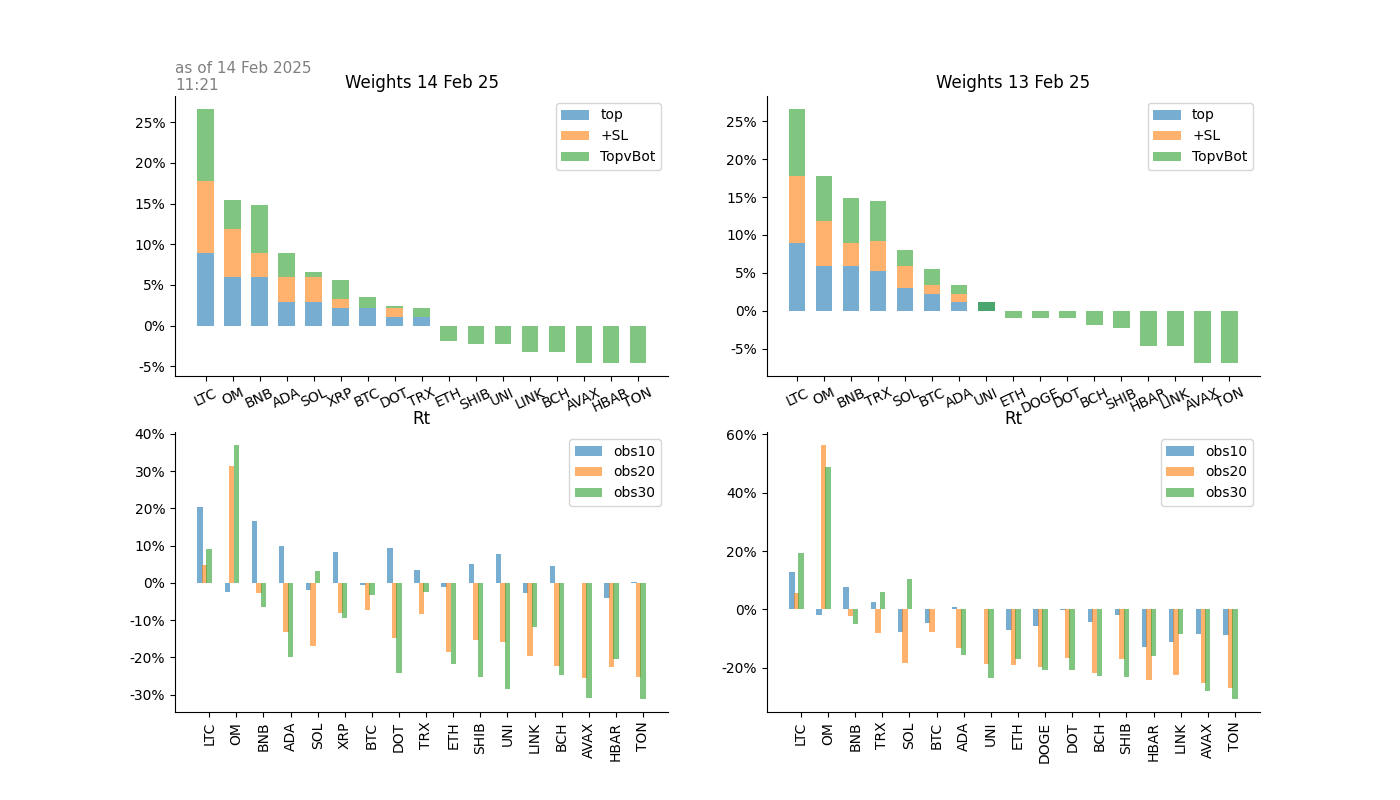 as of 14 Feb 2025
11:21
Weights 14 Feb 25
25%
20%
15%
10%
5%
0%
-5%
top
+SL
TopvBot
LTC OM BNB ADA SOL XRP BTC DOT TRX ETH SHIB UNI LINK BCH AVAX HBAR TON
Weights 13 Feb 25
25%
20%
15%
10%
5%
0%
-5%
top
+SL
TopvBot
LTC OM BNB TRX SOL BTC ADA UNI ETH DOGE DOT BCH SHIB HBAR LINK AVAX TON
Rt
40%
30%
20%
10%
0%
-10%
-20%
-30%
obs10
obs20
obs30
LTC OM BNB ADA SOL XRP BTC DOT TRX ETH SHIB UNI LINK BCH AVAX HBAR TON
Rt
60%
40%
20%
0%
-20%
obs10
obs20
obs30
LTC OM BNB TRX SOL BTC ADA UNI ETH DOGE DOT BCH SHIB HBAR LINK AVAX TON